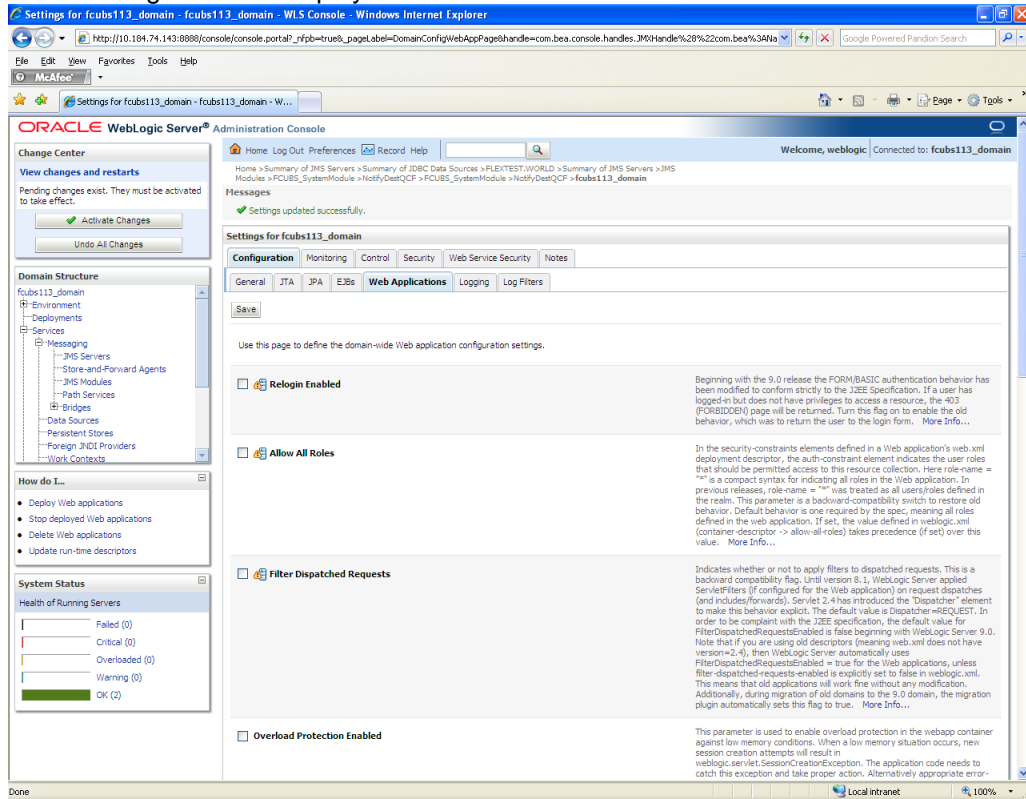 Settings for fcubs113_domain - fcubs113_domain - WLS Console - Windows Internet Explorer
http://10.184.74.143:8888/console/console.portal?_nfpb=true&_pageLabel=DomainConfigWebAppPage&handle=com.bea.console.handles.JMXHandle%28%22com.bea%3ANa
Google Powered Pandion Search
File Edit View Favorites Tools Help
McAfee
Settings for fcubs113_domain - fcubs113_domain - W...
Page Tools
ORACLE WebLogic Server® Administration Console
Change Center
View changes and restarts
Pending changes exist. They must be activated
to take effect.
Activate Changes
Undo All Changes
Domain Structure
fcubs113_domain
Environment
Deployments
Services
Messaging
JMS Servers
Store-and-Forward Agents
JMS Modules
Path Services
Bridges
Data Sources
Persistent Stores
Foreign JNDI Providers
Work Contexts
How do I...
Deploy Web applications
Stop deployed Web applications
Delete Web applications
Update run-time descriptors
System Status
Health of Running Servers
Failed (0)
Critical (0)
Overloaded (0)
Warning (0)
OK (2)
Home Log Out Preferences Record Help
Welcome, weblogic Connected to: fcubs113_domain
Home >Summary of JMS Servers >Summary of JDBC Data Sources >FLEXTEST.WORLD >Summary of JMS Servers >JMS
Modules >FCUBS_SystemModule >NotifyDestQCF >FCUBS_SystemModule >NotifyDestQCF >fcubs113_domain
Messages
Settings updated successfully.
Settings for fcubs113_domain
Configuration Monitoring Control Security Web Service Security Notes
General JTA JPA EJBs Web Applications Logging Log Filters
Save
Use this page to define the domain-wide Web application configuration settings.
Relogin Enabled
Beginning with the 9.0 release the FORM/BASIC authentication behavior has
been modified to conform strictly to the J2EE Specification. If a user has
logged-in but does not have privileges to access a resource, the 403
(FORBIDDEN) page will be returned. Turn this flag on to enable the old
behavior, which was to return the user to the login form. More Info...
Allow All Roles
In the security-constraints elements defined in a Web application's web.xml
deployment descriptor, the auth-constraint element indicates the user roles
that should be permitted access to this resource collection. Here role-name =
"*" is a compact syntax for indicating all roles in the Web application. In
previous releases, role-name = "*" was treated as all users/roles defined in
the realm. This parameter is a backward-compatibility switch to restore old
behavior. Default behavior is one required by the spec, meaning all roles
defined in the web application. If set, the value defined in weblogic.xml
(container-descriptor -> allow-all-roles) takes precedence (if set) over this
value. More Info...
Filter Dispatched Requests
Indicates whether or not to apply filters to dispatched requests. This is a
backward compatibility flag. Until version 8.1, WebLogic Server applied
ServletFilters (if configured for the Web application) on request dispatches
(and includes/forwards). Servlet 2.4 has introduced the "Dispatcher" element
to make this behavior explicit. The default value is Dispatcher=REQUEST. In
order to be complaint with the J2EE specification, the default value for
FilterDispatchedRequestsEnabled is false beginning with WebLogic Server 9.0.
Note that if you are using old descriptors (meaning web.xml does not have
version=2.4), then WebLogic Server automatically uses
FilterDispatchedRequestsEnabled = true for the Web applications, unless
filter-dispatched-requests-enabled is explicitly set to false in weblogic.xml.
This means that old applications will work fine without any modification.
Additionally, during migration of old domains to the 9.0 domain, the migration
plugin automatically sets this flag to true. More Info...
Overload Protection Enabled
This parameter is used to enable overload protection in the webapp container
against low memory conditions. When a low memory situation occurs, new
session creation attempts will result in
weblogic.servlet.SessionCreationException. The application code needs to
catch this exception and take proper action. Alternatively appropriate error-
Done
Local intranet
100%